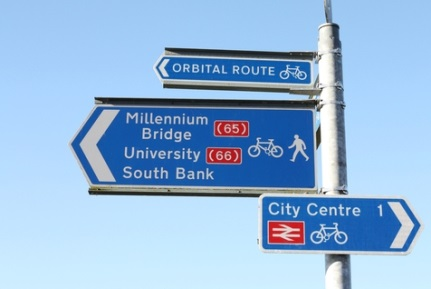 ORBITAL ROUTE
Millennium
Bridge (65)
University (66)
South Bank
City Centre 1